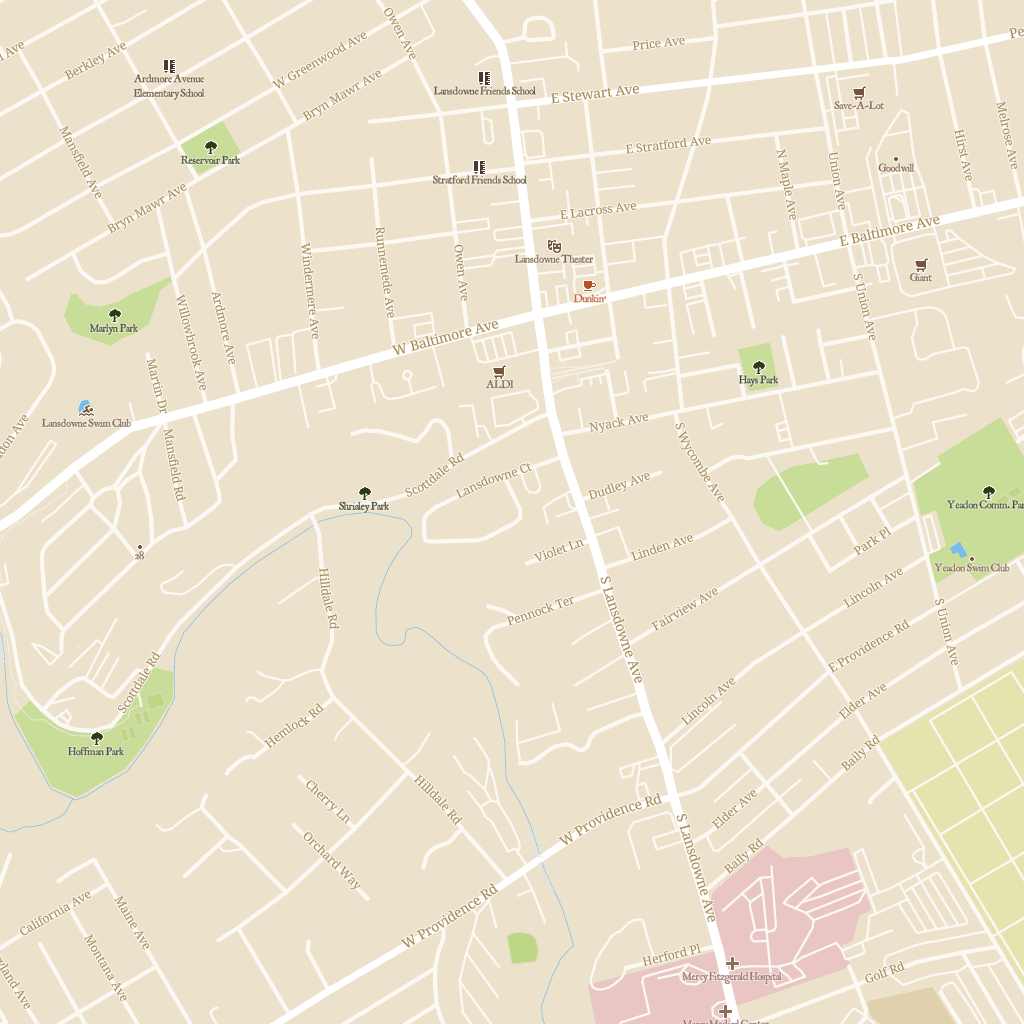 Price Ave
Berkley Ave
Owen Ave
W Greenwood Ave
Ardmore Avenue
Elementary School
Lansdowne Friends School
E Stewart Ave
Save-A-Lot
Bryn Mawr Ave
Melrose Ave
Mansfield Ave
Reservoir Park
E Stratford Ave
Hirst Ave
Goodwill
Stratford Friends School
N Maple Ave
Union Ave
Bryn Mawr Ave
E Lacross Ave
E Baltimore Ave
Lansdowne Theater
Runnemede Ave
Windermere Ave
Owen Ave
Giant
Dunkin'
S Union Ave
Marlyn Park
Willowbrook Ave
Ardmore Ave
W Baltimore Ave
Martin Dr
ALDI
Hays Park
Lansdowne Swim Club
Nyack Ave
Mansfield Rd
Scottdale Rd
Lansdowne Ct
S Wycombe Ave
Dudley Ave
Shrialey Park
Yeadon Comm. Par
28
Violet Ln
Linden Ave
Park Pl
Yeadon Swim Club
Hilldale Rd
Pennock Ter
Fairview Ave
Lincoln Ave
S Lansdowne Ave
S Union Ave
E Providence Rd
Scottdale Rd
Lincoln Ave
Elder Ave
Hemlock Rd
Hoffman Park
Baily Rd
Cherry Ln
Hilldale Rd
W Providence Rd
Elder Ave
Orchard Way
Baily Rd
S Lansdowne Ave
California Ave
Maine Ave
W Providence Rd
Montana Ave
Herford Pl
Mercy Fitzgerald Hospital
Golf Rd